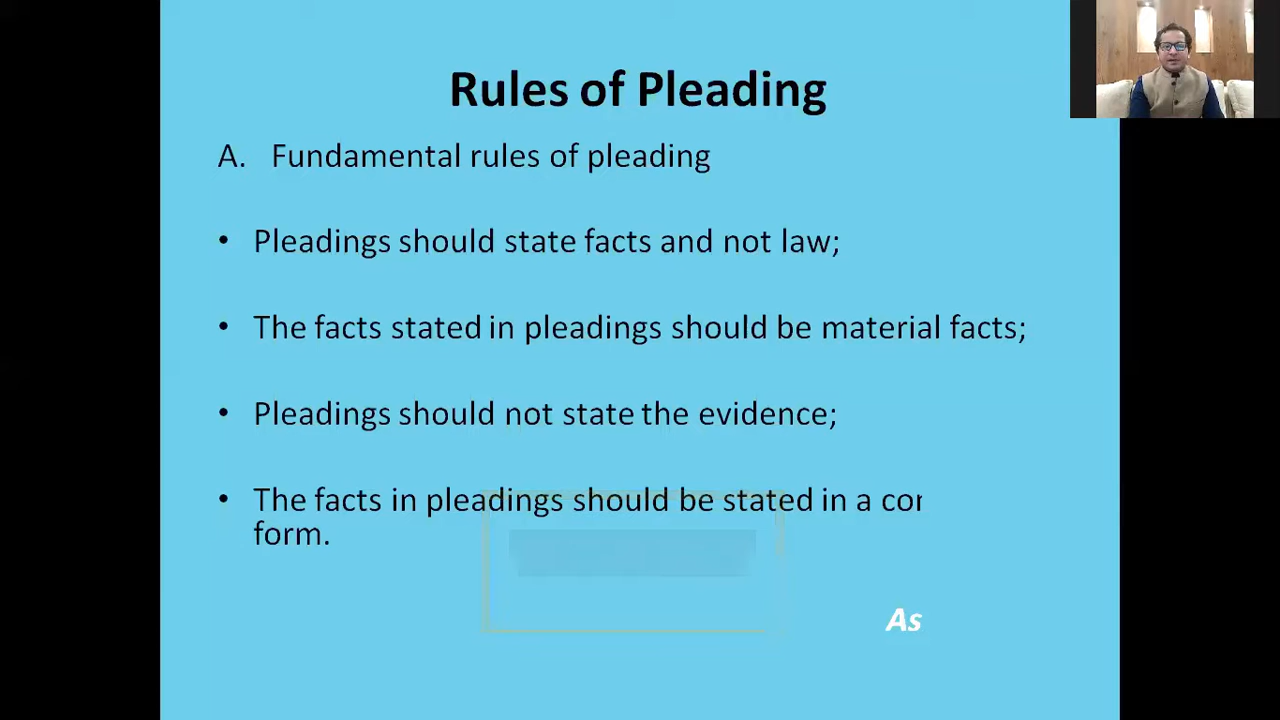 Rules of Pleading
A. Fundamental rules of pleading
• Pleadings should state facts and not law;
• The facts stated in pleadings should be material facts;
• Pleadings should not state the evidence;
• The facts in pleadings should be stated in a cor
form.
As